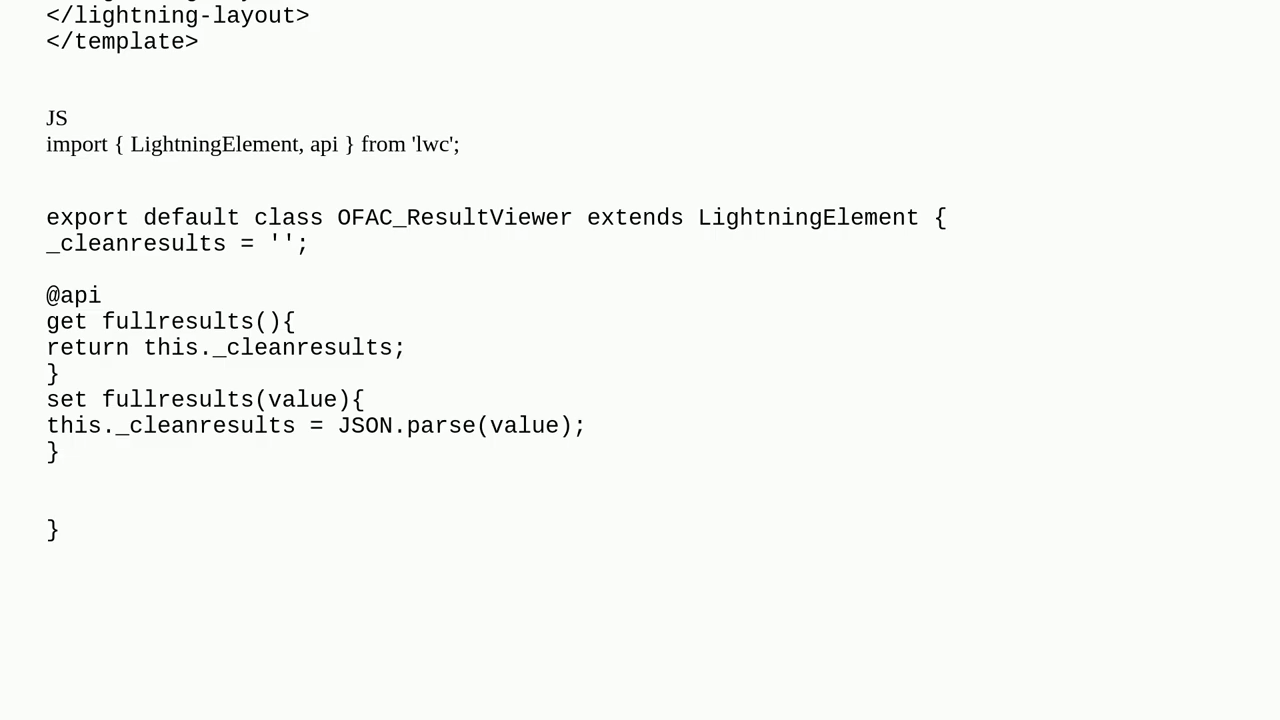 </lightning-layout>
</template>
JS
import { LightningElement, api } from 'lwc';
export default class OFAC_ResultViewer extends LightningElement {
_cleanresults = '';
@api
get fullresults(){
return this._cleanresults;
}
set fullresults(value){
this._cleanresults = JSON.parse(value);
}
}